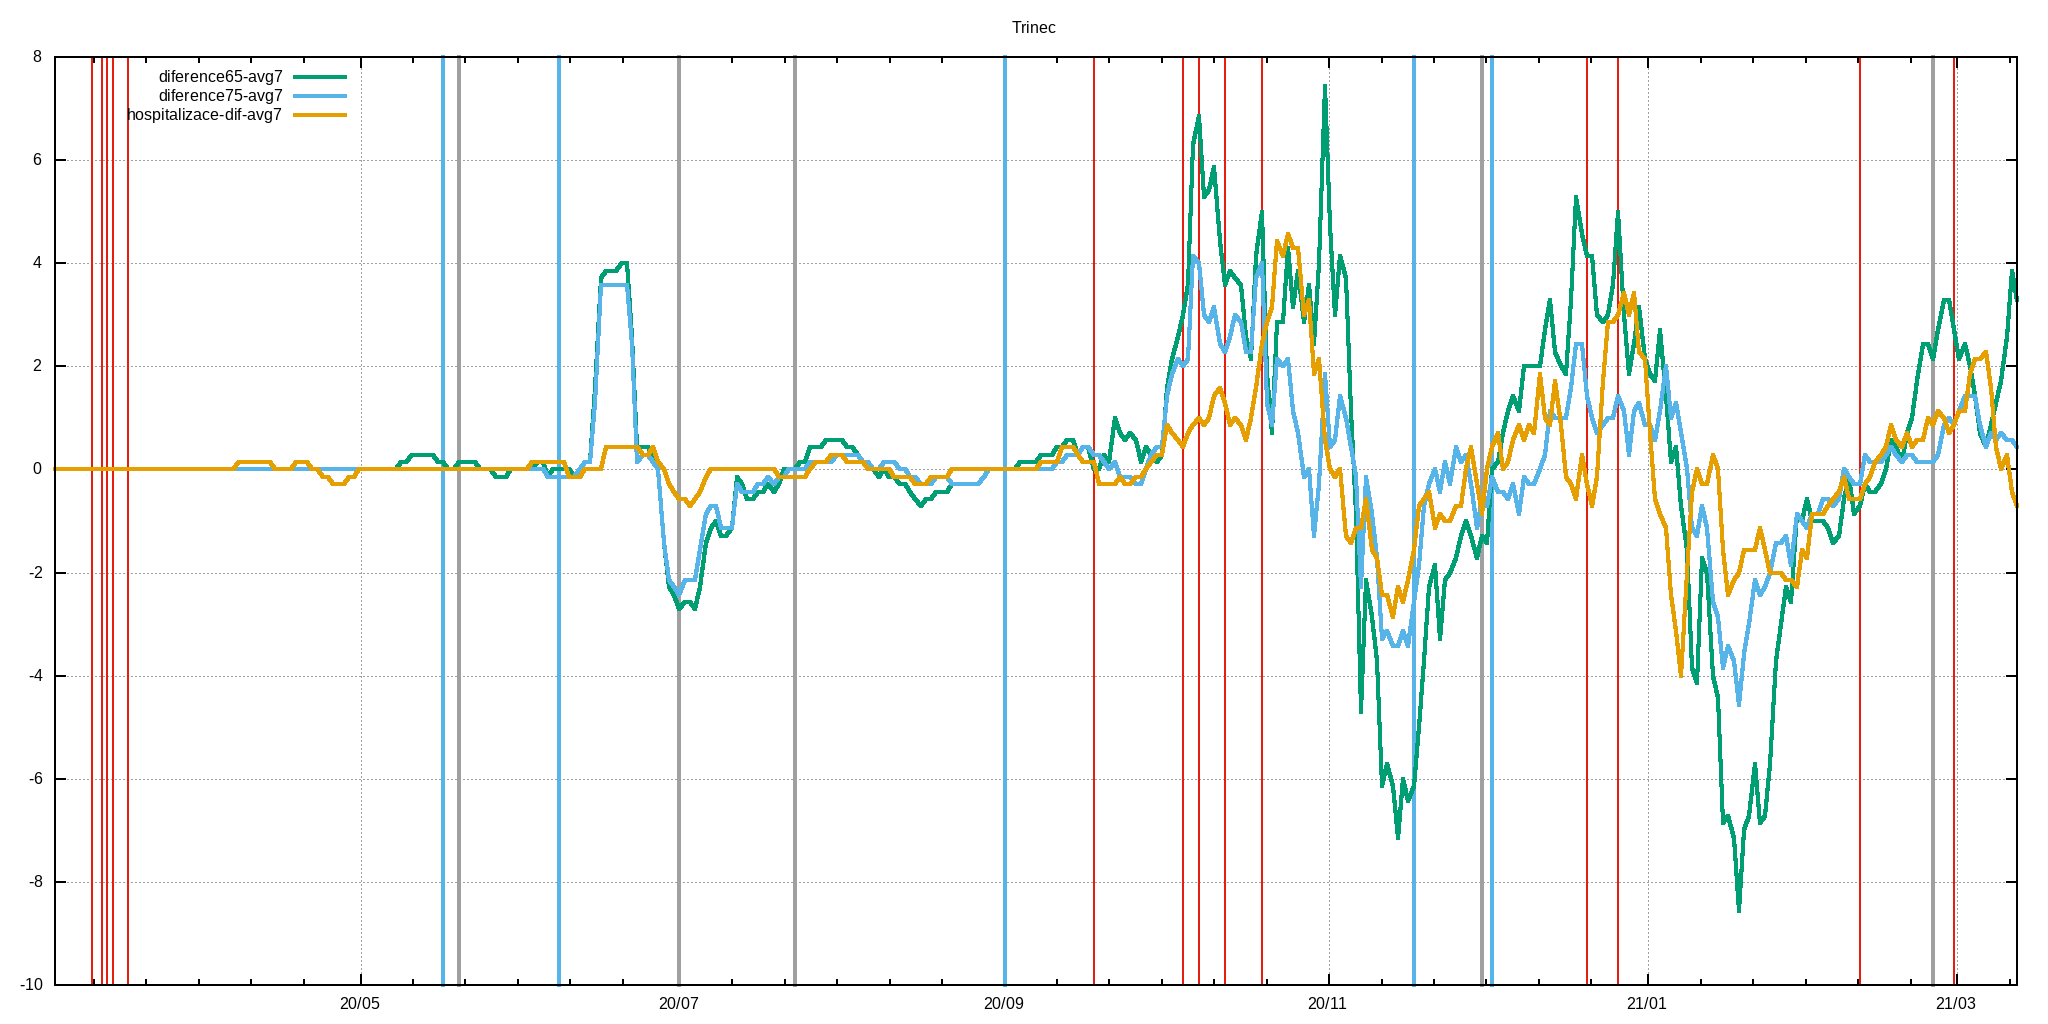 Trinec
8
diference65-avg7
diference75-avg7
hospitalizace-dif-avg7
6
4
2
0
-2
-4
-6
-8
-10
20/05 20/07 20/09 20/11 21/01 21/03